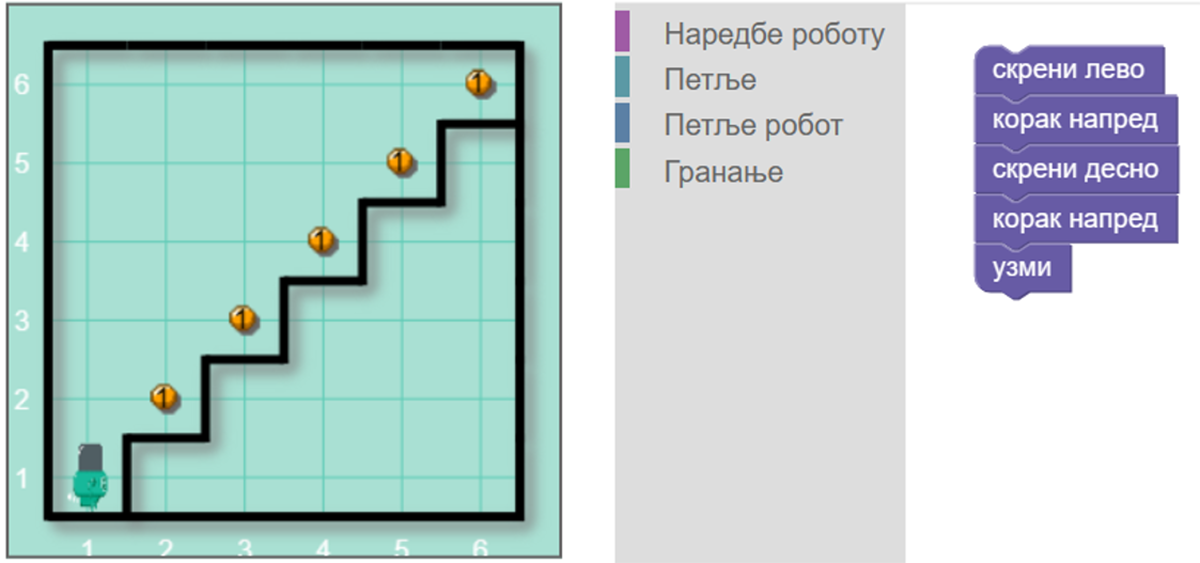 6
1
5
1
4
1
3
1
2
1
1
1 2 3 4 5 6
Наредбе роботу
Петље
Петље робот
Гранање
скрени лево
корак напред
скрени десно
корак напред
узми